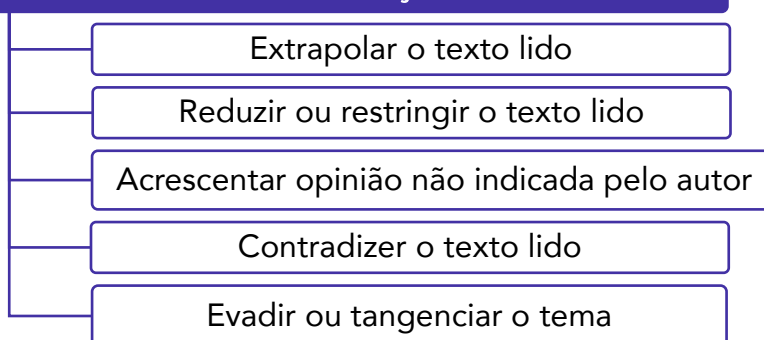 Extrapolar o texto lido
Reduzir ou restringir o texto lido
Acrescentar opinião não indicada pelo autor
Contradizer o texto lido
Evadir ou tangenciar o tema